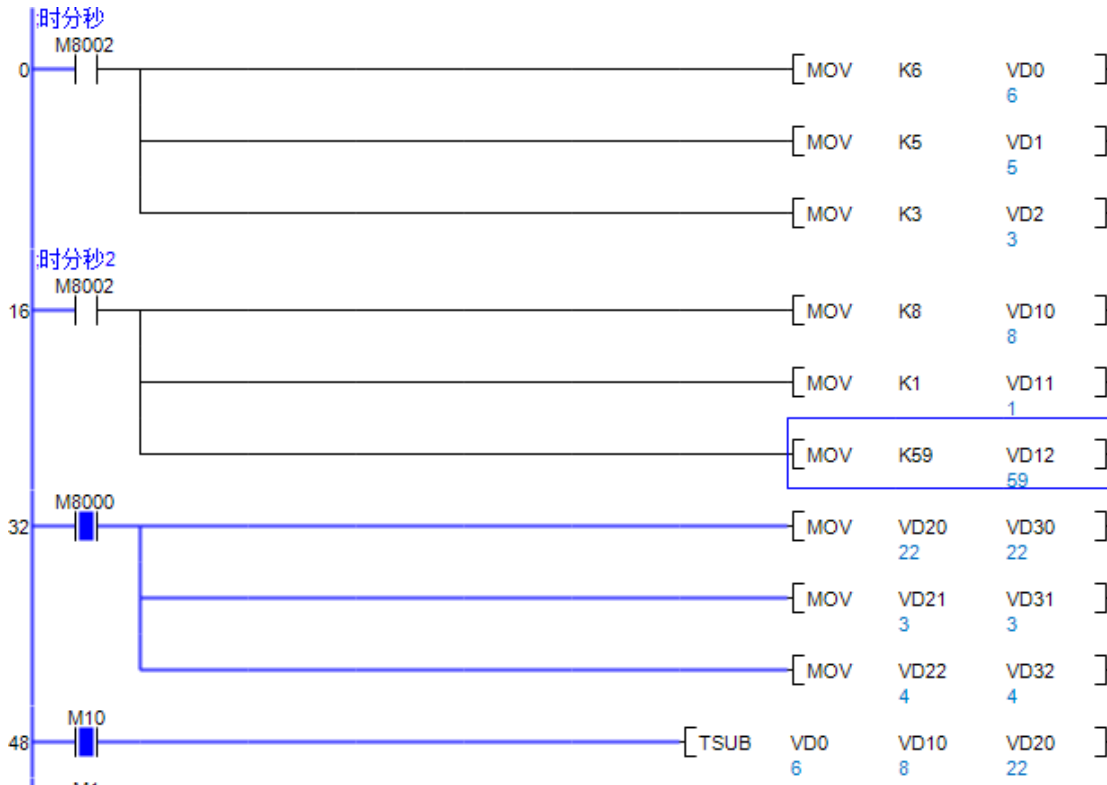 ;时分秒
M8002
0 MOV K6 VD0
6
MOV K5 VD1
5
MOV K3 VD2
3
;时分秒2
M8002
16 MOV K8 VD10
8
MOV K1 VD11
1
MOV K59 VD12
59
M8000
32 MOV VD20 VD30
22 22
MOV VD21 VD31
3 3
MOV VD22 VD32
4 4
M10
48 TSUB VD0 VD10 VD20
6 8 22